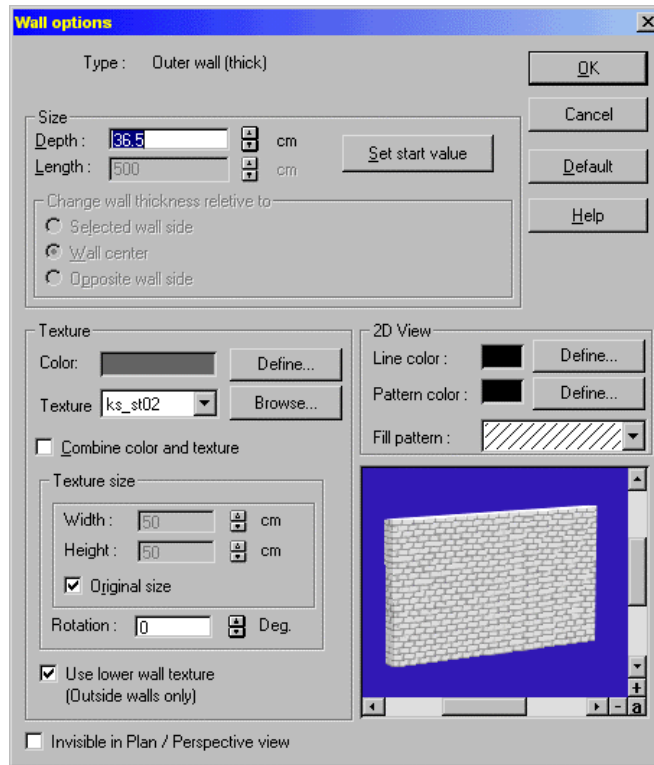 Wall options
Type : Outer wall (thick)
OK
Cancel
Default
Help
Size
Depth : 36.5 cm
Length : 500 cm
Set start value
Change wall thickness reletive to
Selected wall side
Wall center
Opposite wall side
Texture
Color: Define...
Texture ks_st02 Browse...
Combine color and texture
Texture size
Width : 50 cm
Height : 50 cm
Original size
Rotation : 0 Deg.
Use lower wall texture
(Outside walls only)
2D View
Line color : Define...
Pattern color : Define...
Fill pattern :
+
- a
Invisible in Plan / Perspective view